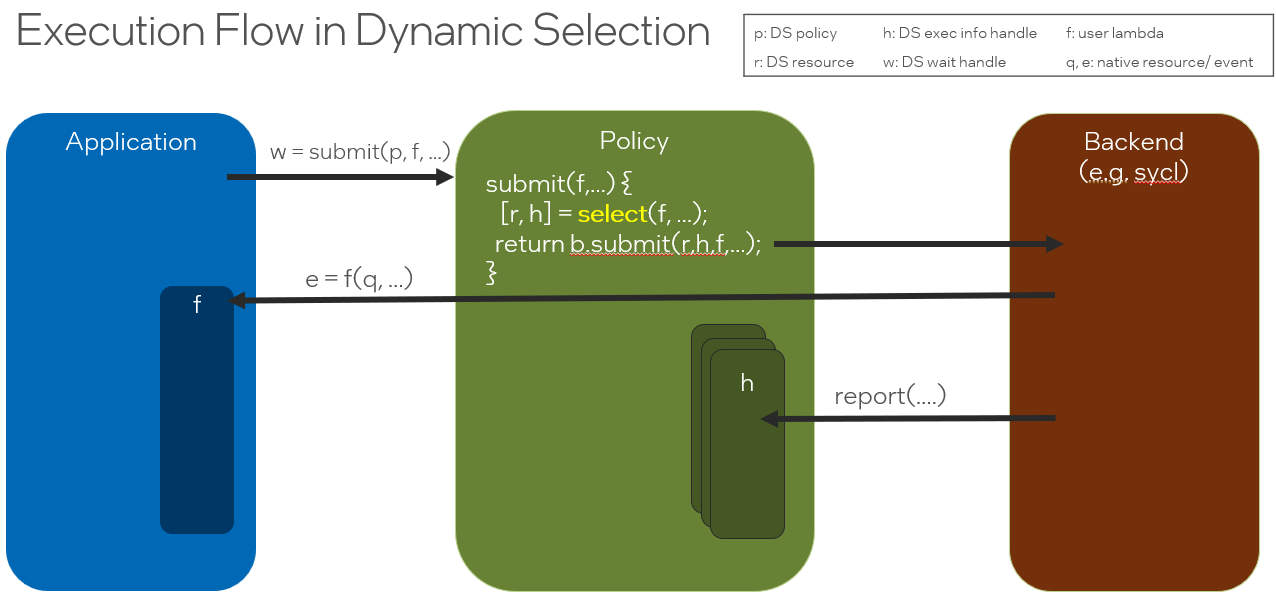 Execution Flow in Dynamic Selection
p: DS policy h: DS exec info handle f: user lambda
r: DS resource w: DS wait handle q, e: native resource/ event
Application
w = submit(p, f, ...)
Policy
submit(f,...) {
[r, h] = select(f, ...);
return b.submit(r,h,f,...);
}
Backend
(e.g. sycl)
e = f(q, ...)
f
h
report(....)